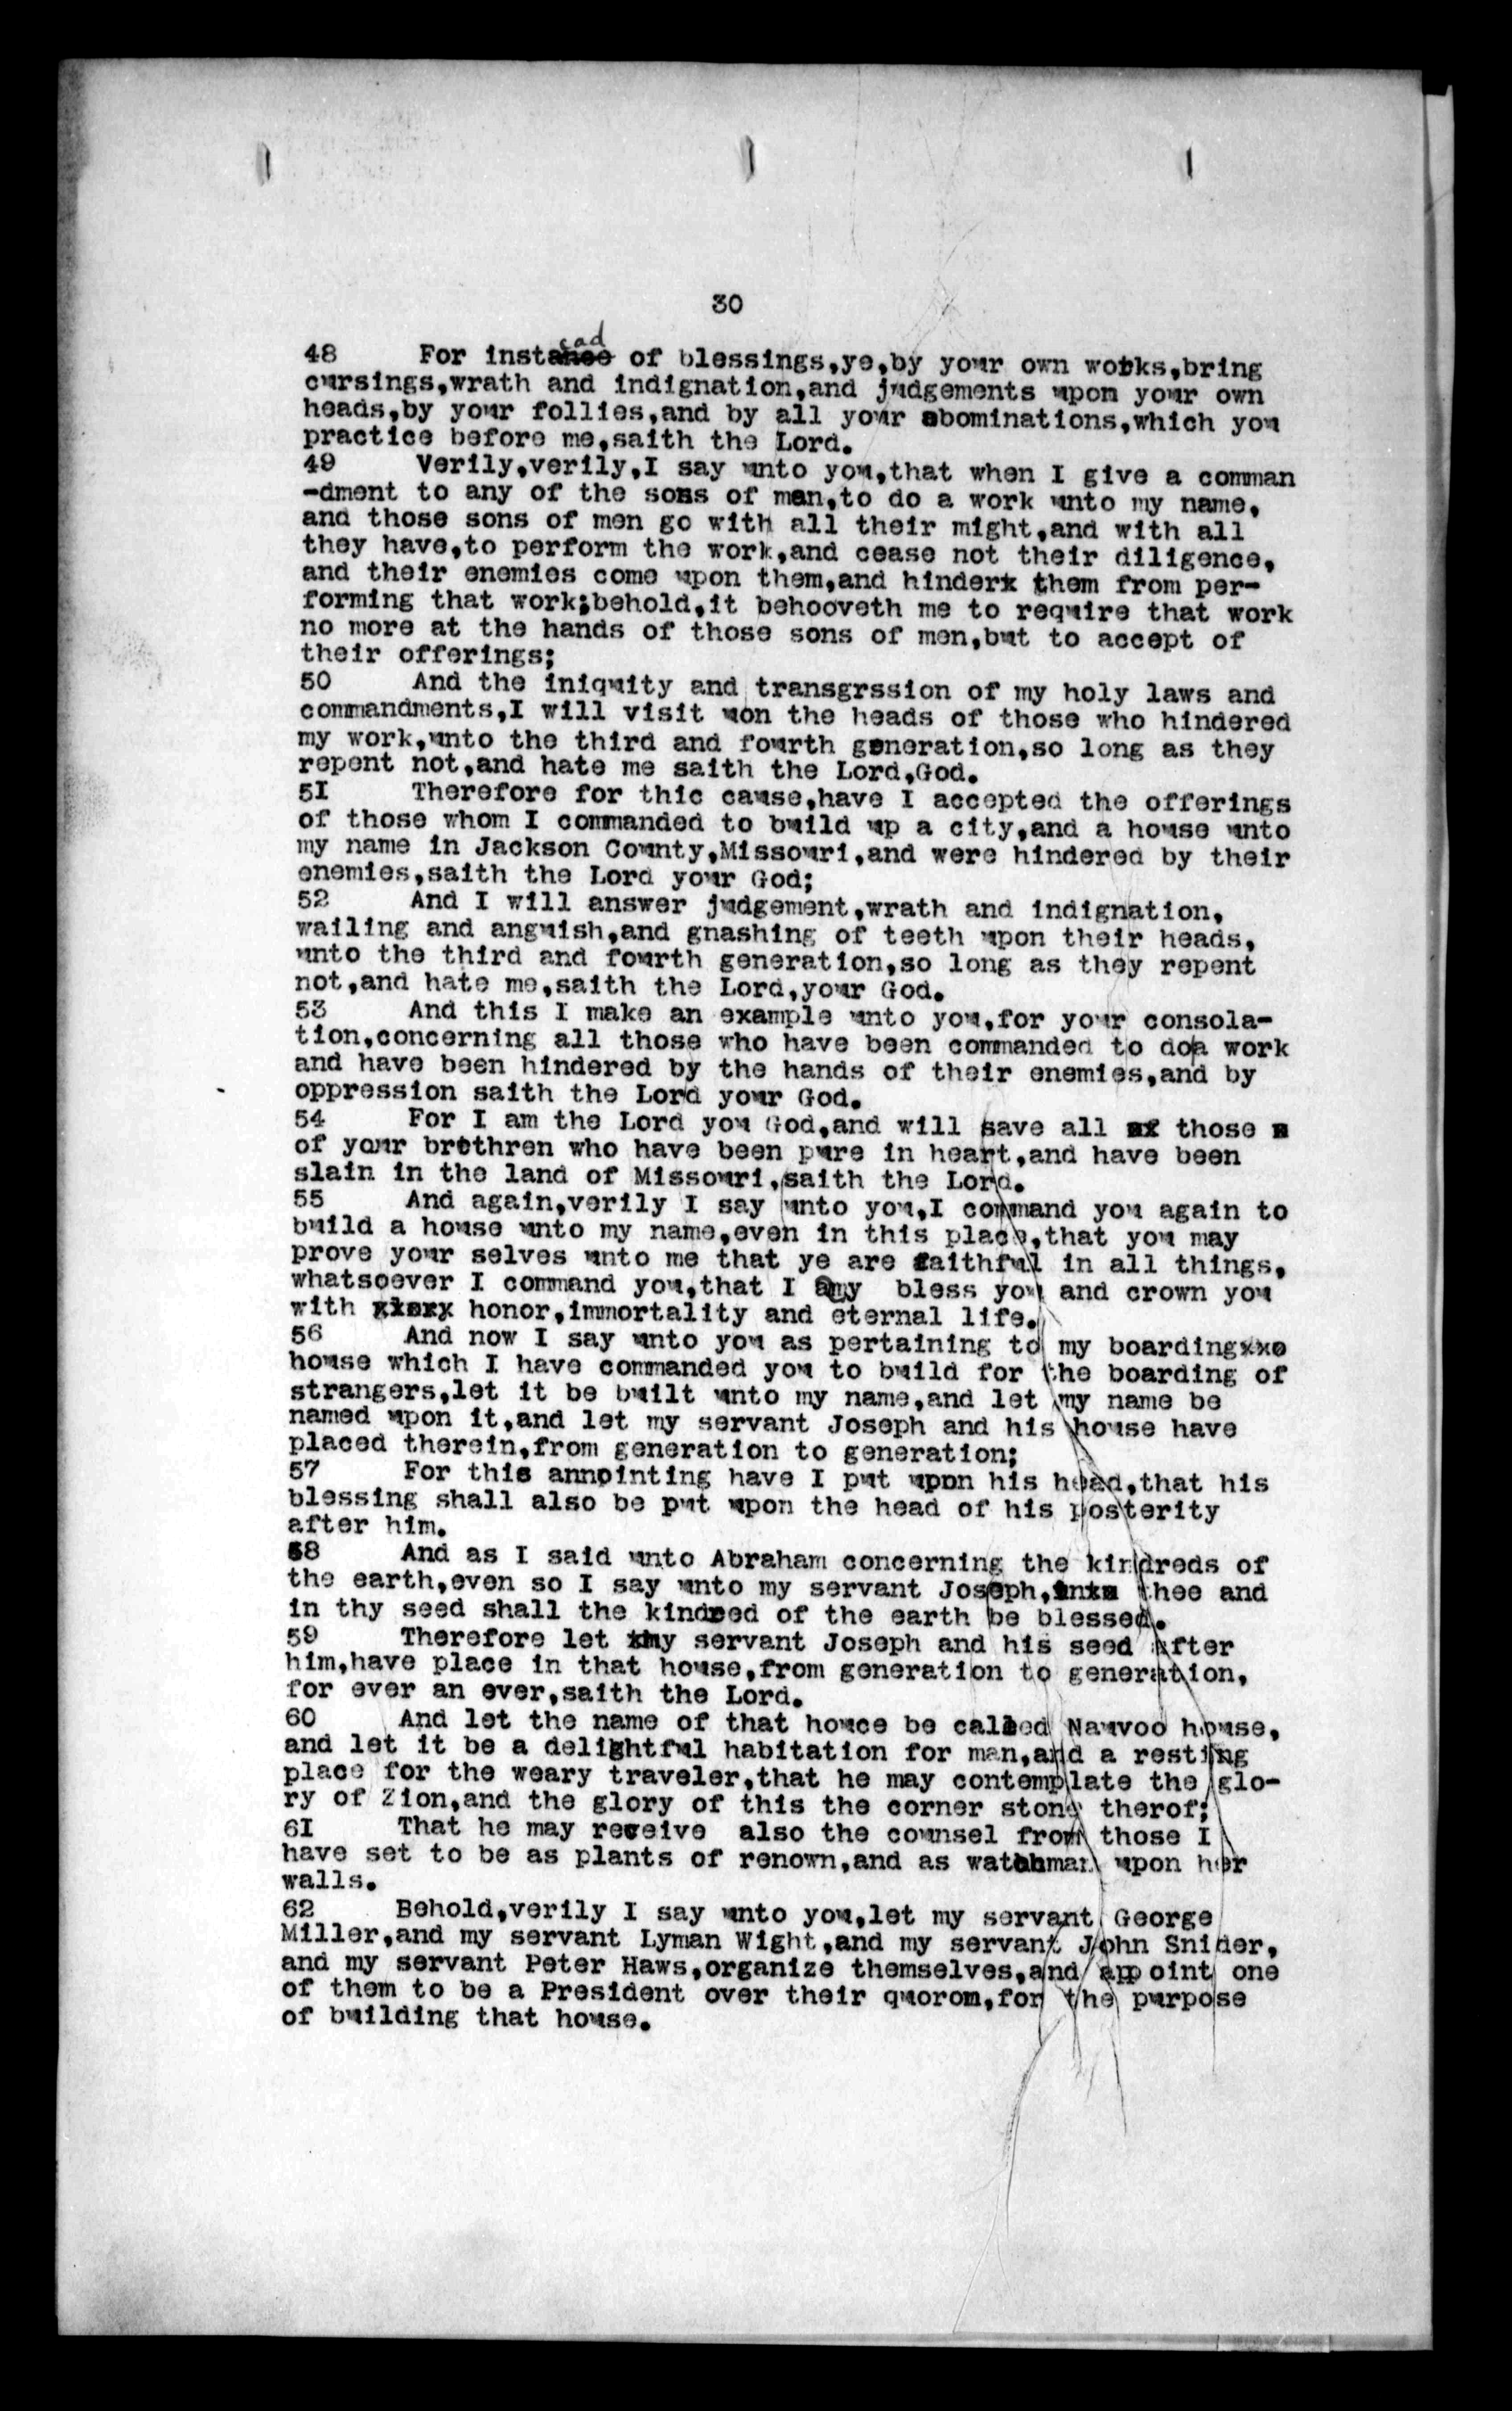 30
48 For instead of blessings,ye,by your own works,bring
cursings,wrath and indignation,and judgements upon your own
heads,by your follies,and by all your abominations,which you
practice before me,saith the Lord.
49 Verily,verily,I say unto you,that when I give a comman
-dment to any of the sons of men,to do a work unto my name,
and those sons of men go with all their might,and with all
they have,to perform the work,and cease not their diligence,
and their enemies come upon them,and hinder them from per-
forming that work;behold,it behooveth me to require that work
no more at the hands of those sons of men,but to accept of
their offerings;
50 And the iniquity and transgrssion of my holy laws and
commandments,I will visit uon the heads of those who hindered
my work,unto the third and fourth generation,so long as they
repent not,and hate me saith the Lord,God.
5I Therefore for thic cause,have I accepted the offerings
of those whom I commanded to build up a city,and a house unto
my name in Jackson County,Missouri,and were hindered by their
enemies,saith the Lord your God;
52 And I will answer judgement,wrath and indignation,
wailing and anguish,and gnashing of teeth upon their heads,
unto the third and fourth generation,so long as they repent
not,and hate me,saith the Lord,your God.
53 And this I make an example unto you,for your consola-
tion,concerning all those who have been commanded to do a work
and have been hindered by the hands of their enemies,and by
oppression saith the Lord your God.
54 For I am the Lord you God,and will save all those
of your brethren who have been pure in heart,and have been
slain in the land of Missouri,saith the Lord.
55 And again,verily I say unto you,I command you again to
build a house unto my name,even in this place,that you may
prove your selves unto me that ye are faithful in all things,
whatsoever I command you,that I amy bless you and crown you
with honor,immortality and eternal life.
56 And now I say unto you as pertaining to my boarding
house which I have commanded you to build for the boarding of
strangers,let it be built unto my name,and let my name be
named upon it,and let my servant Joseph and his house have
placed therein,from generation to generation;
57 For this annointing have I put upon his head,that his
blessing shall also be put upon the head of his posterity
after him.
58 And as I said unto Abraham concerning the kindreds of
the earth,even so I say unto my servant Joseph, thee and
in thy seed shall the kindred of the earth be blessed.
59 Therefore let my servant Joseph and his seed after
him,have place in that house,from generation to generation,
for ever an ever,saith the Lord.
60 And let the name of that houce be called Nauvoo house,
and let it be a delightful habitation for man,and a resting
place for the weary traveler,that he may contemplate the glo-
ry of Zion,and the glory of this the corner stone therof;
6I That he may receive also the counsel from those I
have set to be as plants of renown,and as watchman upon her
walls.
62 Behold,verily I say unto you,let my servant George
Miller,and my servant Lyman Wight,and my servant John Snider,
and my servant Peter Haws,organize themselves,and appoint one
of them to be a President over their quorom,for the purpose
of building that house.